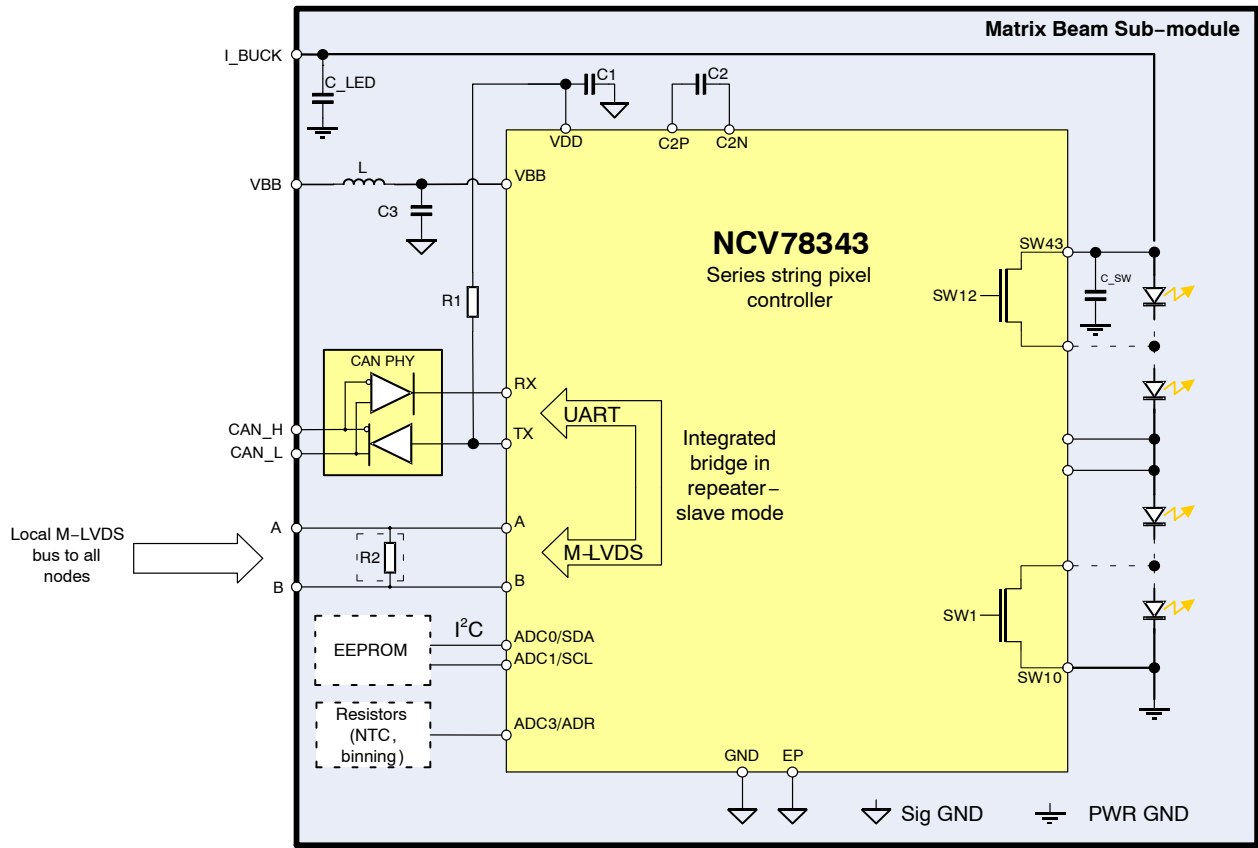 Matrix Beam Sub−module
I_BUCK
C_LED
C1
C2
VDD
C2P
C2N
L
VBB
VBB
C3
NCV78343
Series string pixel
controller
SW43
C_SW
SW12
R1
CAN PHY
RX
UART
TX
CAN_H
CAN_L
Integrated
bridge in
repeater−
slave mode
A
A
Local M−LVDS
bus to all
nodes
R2
M−LVDS
B
B
SW1
I²C
ADC0/SDA
EEPROM
ADC1/SCL
SW10
Resistors
(NTC,
binning)
ADC3/ADR
GND
EP
Sig GND
PWR GND